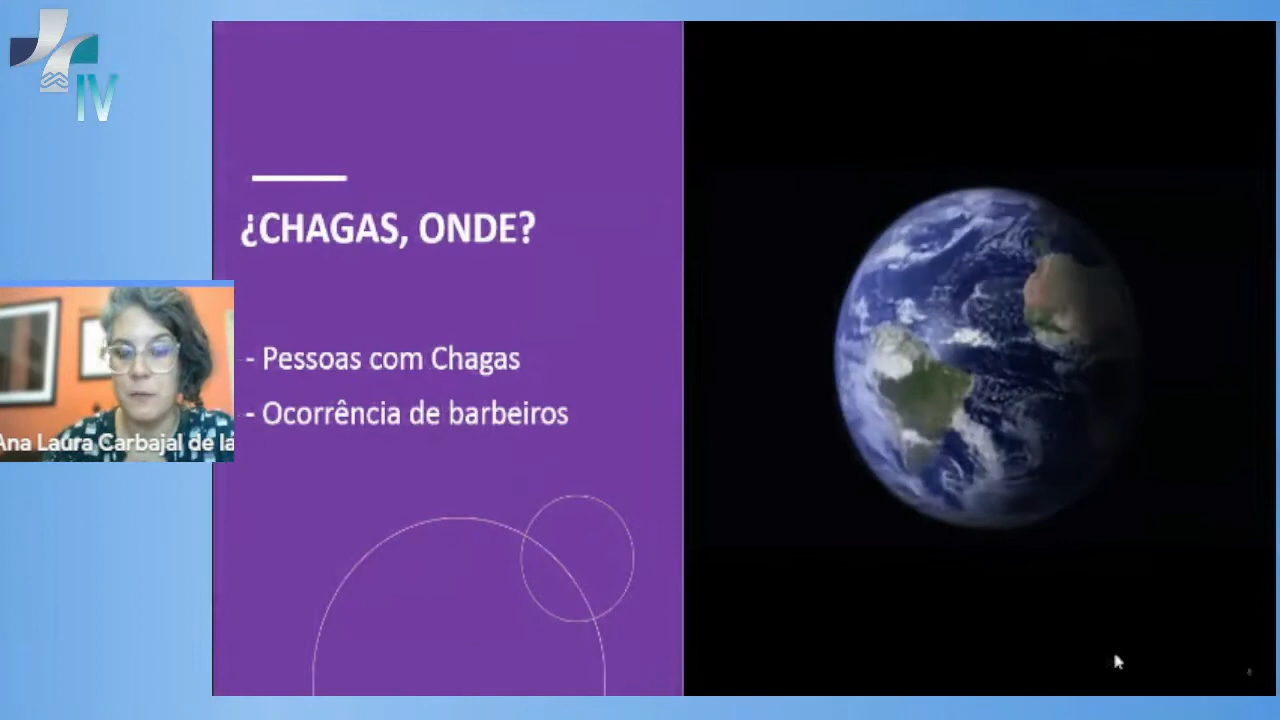 IV
¿CHAGAS, ONDE?
- Pessoas com Chagas
- Ocorrência de barbeiros
Ana Laura Carbajal de la